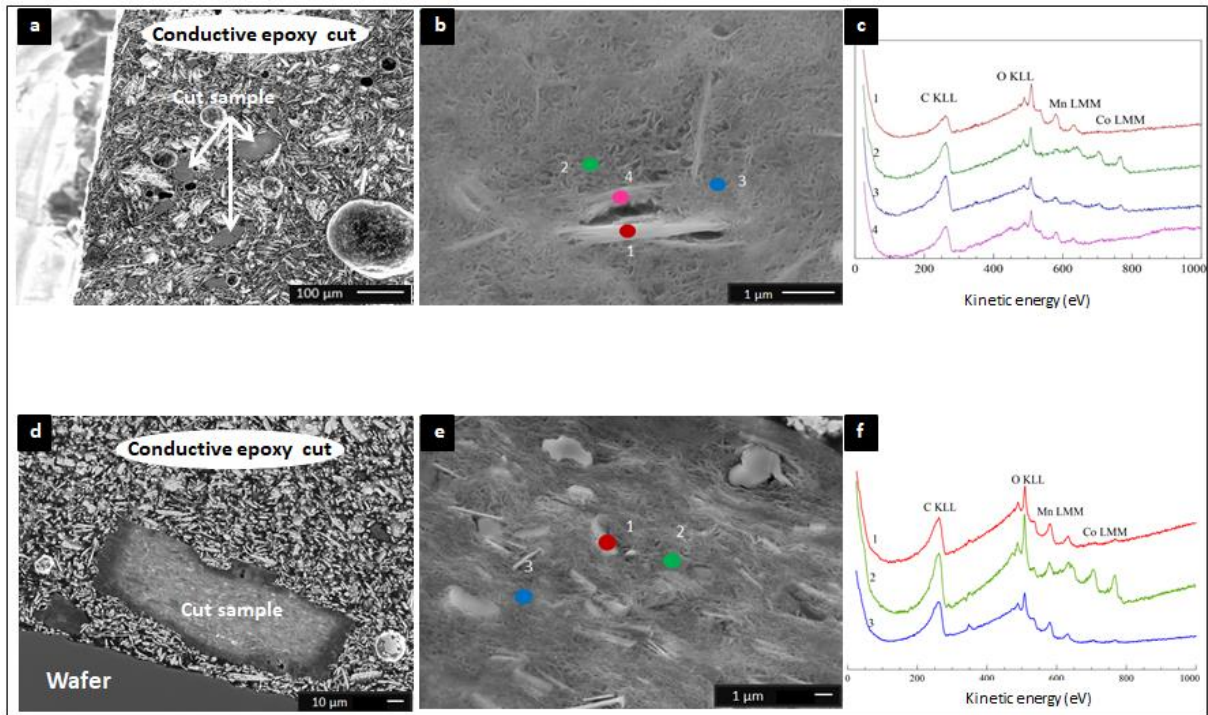 a
Conductive epoxy cut
Cut sample
100 µm
b
2
4
3
1
1 µm
c
O KLL
C KLL
Mn LMM
Co LMM
1
2
3
4
0 200 400 600 800 1000
Kinetic energy (eV)
d
Conductive epoxy cut
Cut sample
Wafer
10 µm
e
1
2
3
1 µm
f
O KLL
C KLL
Mn LMM
Co LMM
1
2
3
0 200 400 600 800 1000
Kinetic energy (eV)